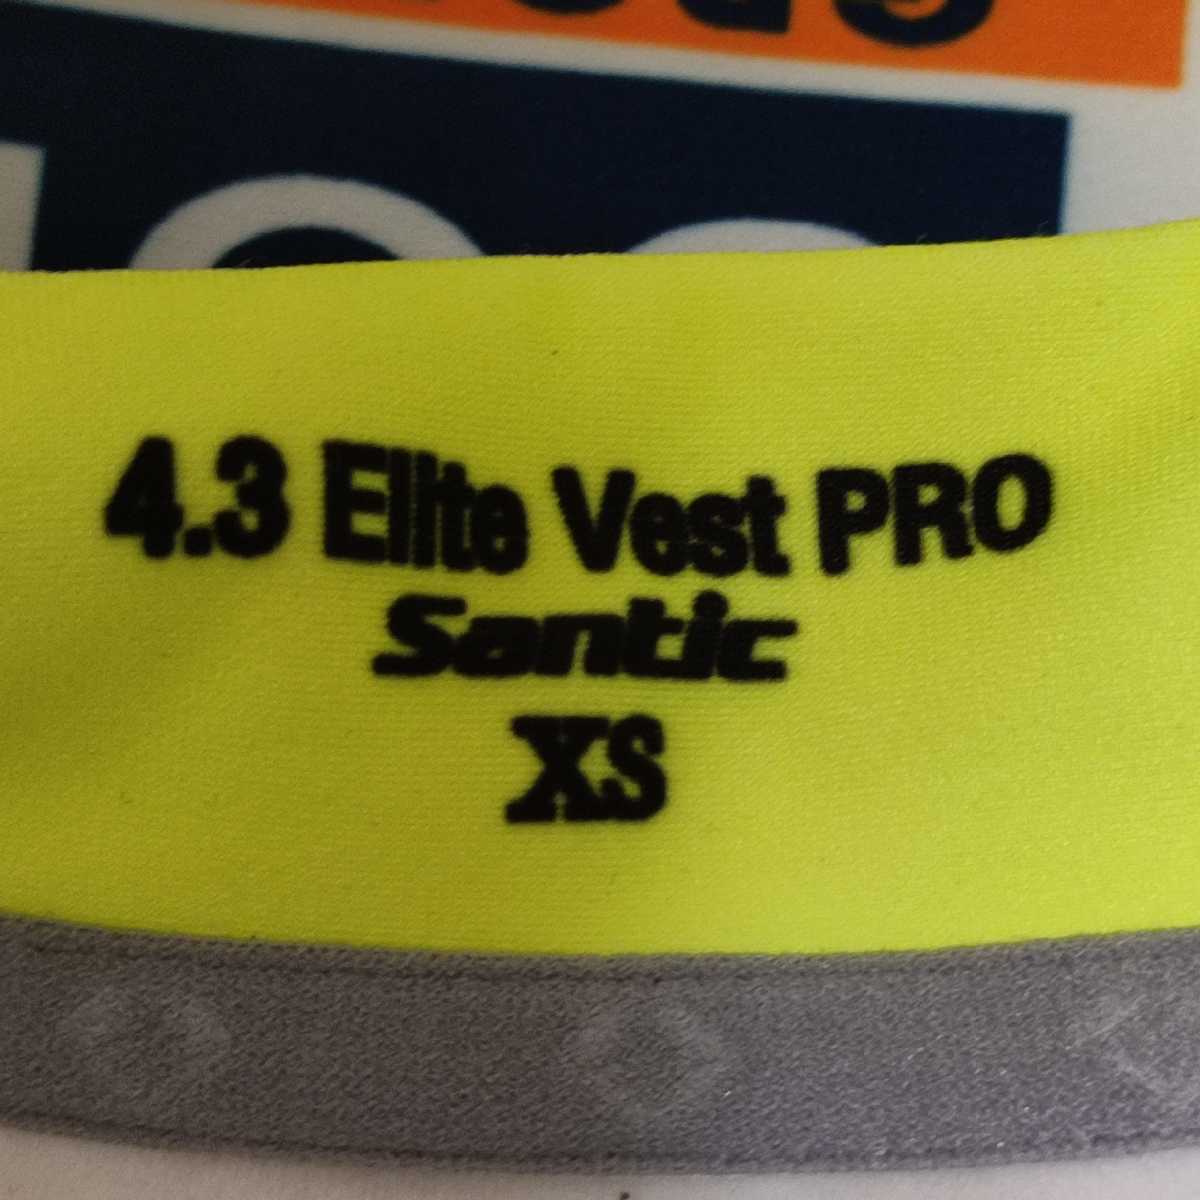 4.3 Elite Vest PRO
Santic
XS